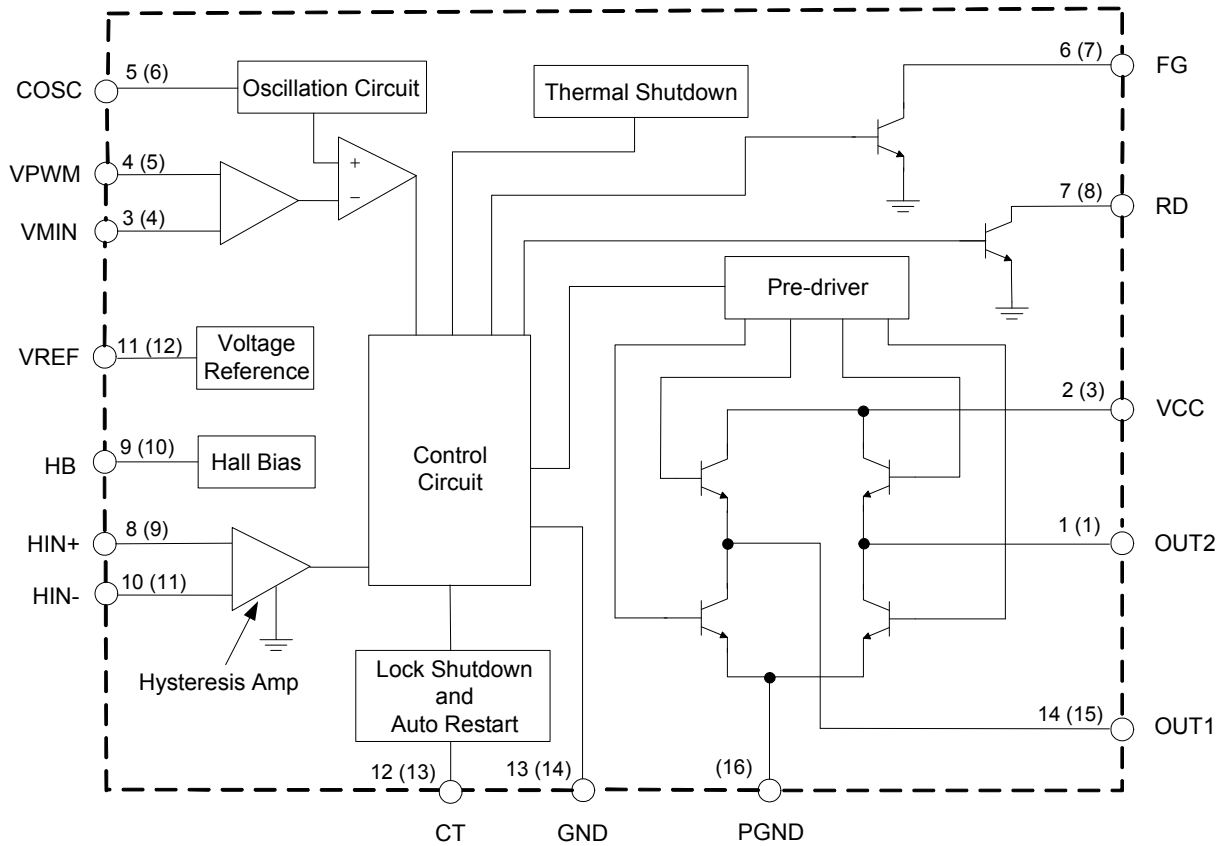 6 (7)
FG
5 (6)
COSC
Oscillation Circuit
Thermal Shutdown
+
−
4 (5)
VPWM
3 (4)
VMIN
7 (8)
RD
Pre-driver
11 (12)
VREF
Voltage
Reference
2 (3)
VCC
9 (10)
HB
Hall Bias
Control
Circuit
8 (9)
HIN+
10 (11)
HIN-
1 (1)
OUT2
Hysteresis Amp
Lock Shutdown
and
Auto Restart
14 (15)
OUT1
12 (13)
13 (14)
(16)
CT
GND
PGND